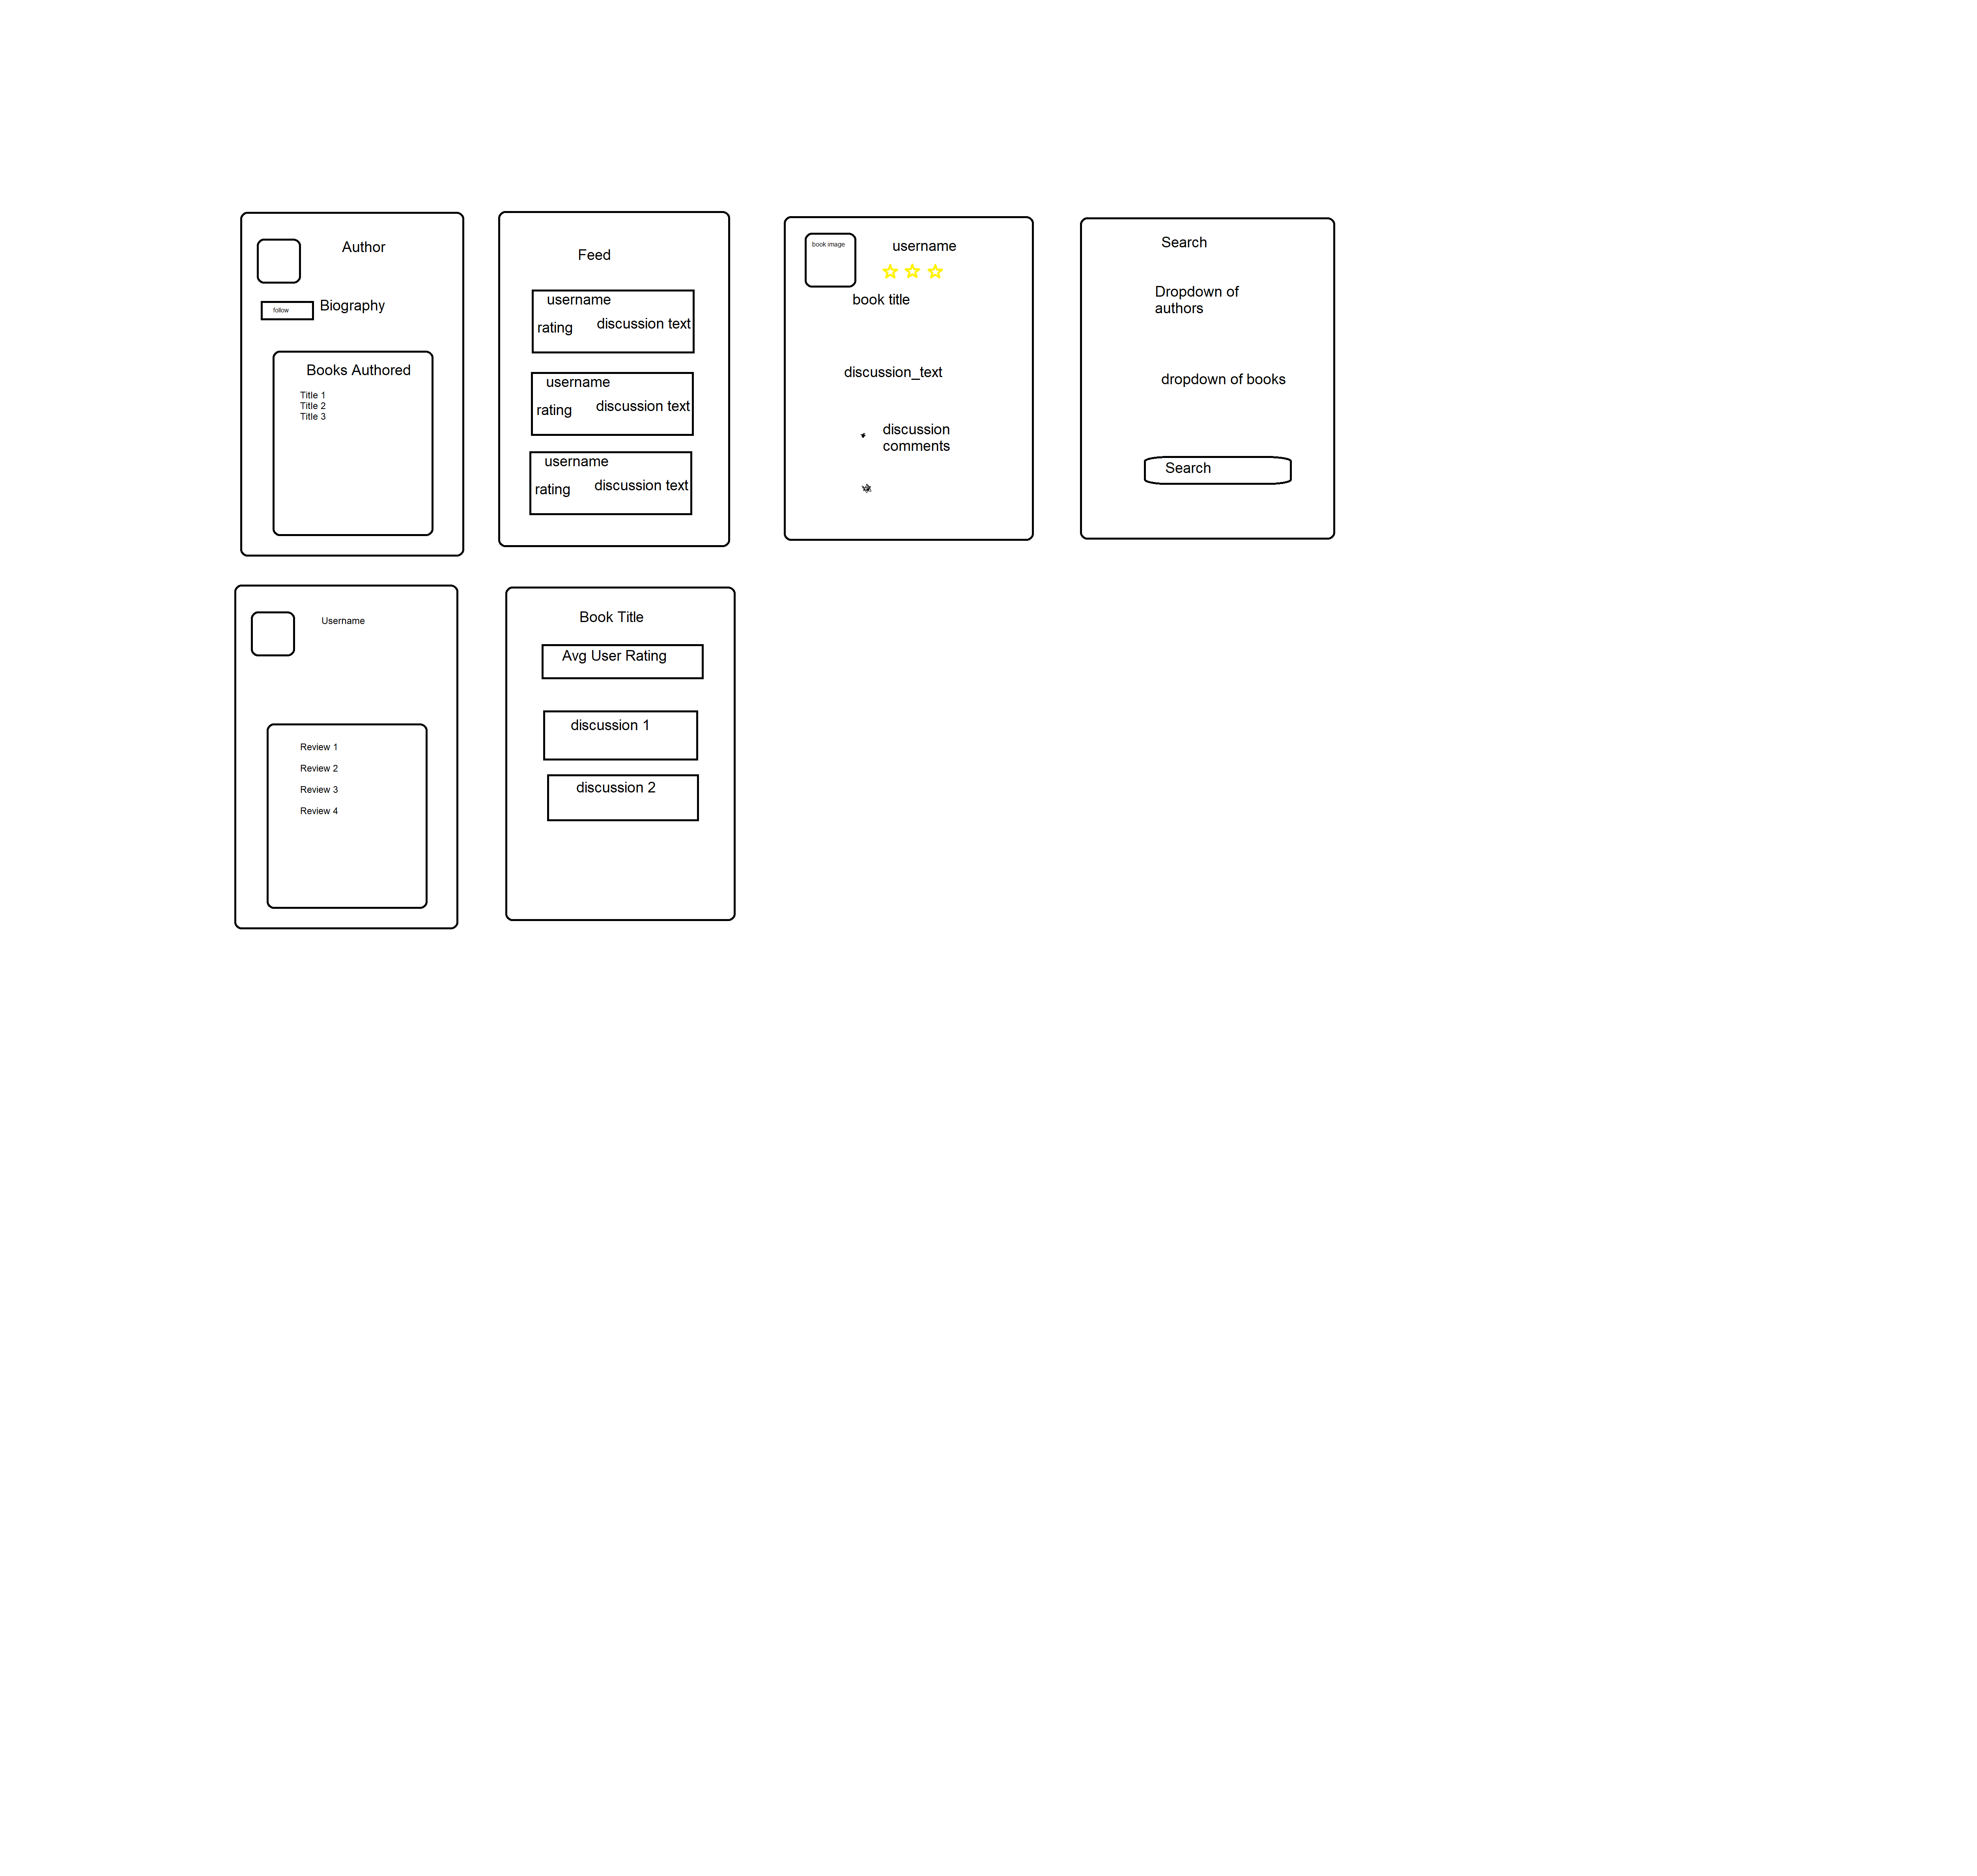 Author
follow
Biography
Books Authored
Title 1
Title 2
Title 3
Feed
username
rating
discussion text
username
rating
discussion text
username
rating
discussion text
book image
username
book title
discussion_text
discussion
comments
Search
Dropdown of
authors
dropdown of books
Search
Username
Review 1
Review 2
Review 3
Review 4
Book Title
Avg User Rating
discussion 1
discussion 2